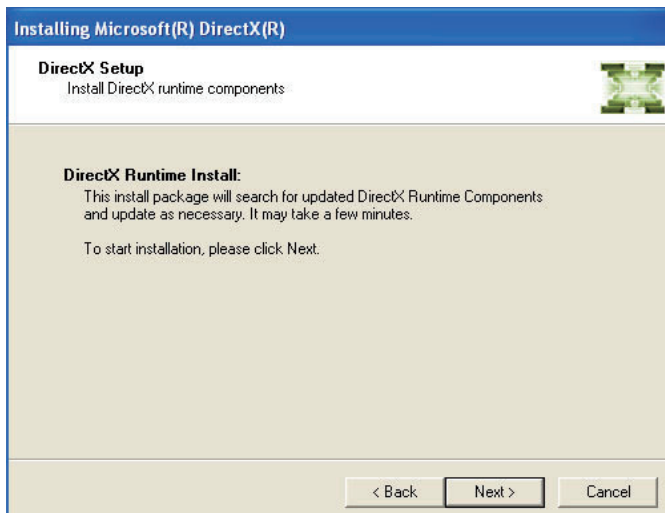 Installing Microsoft(R) DirectX(R)
DirectX Setup
Install DirectX runtime components
DirectX Runtime Install:
This install package will search for updated DirectX Runtime Components
and update as necessary. It may take a few minutes.
To start installation, please click Next.
< Back
Next >
Cancel